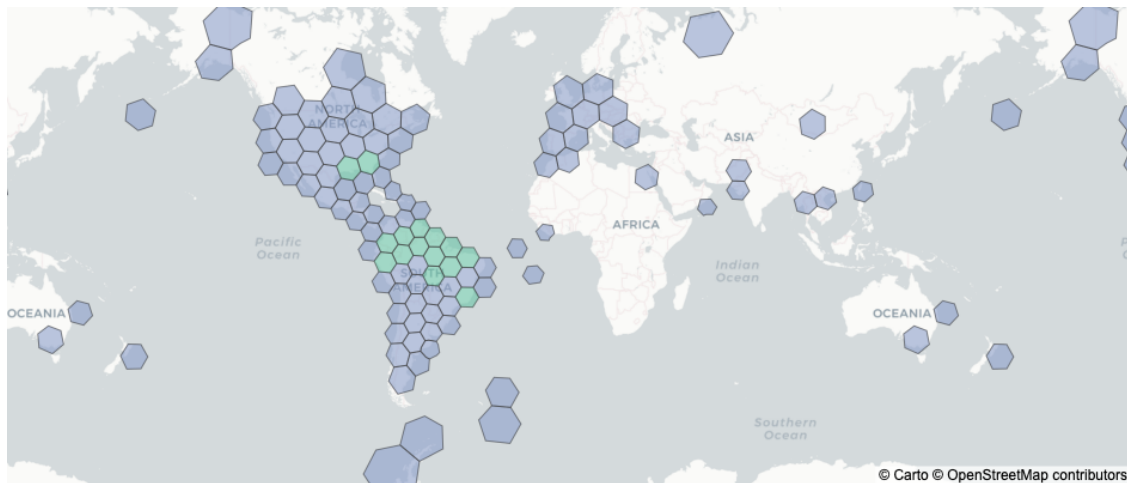 NORTH
AMERICA
ASIA
AFRICA
Pacific
Ocean
SOUTH
AMERICA
Indian
Ocean
OCEANIA
OCEANIA
Southern
Ocean
© Carto © OpenStreetMap contributors